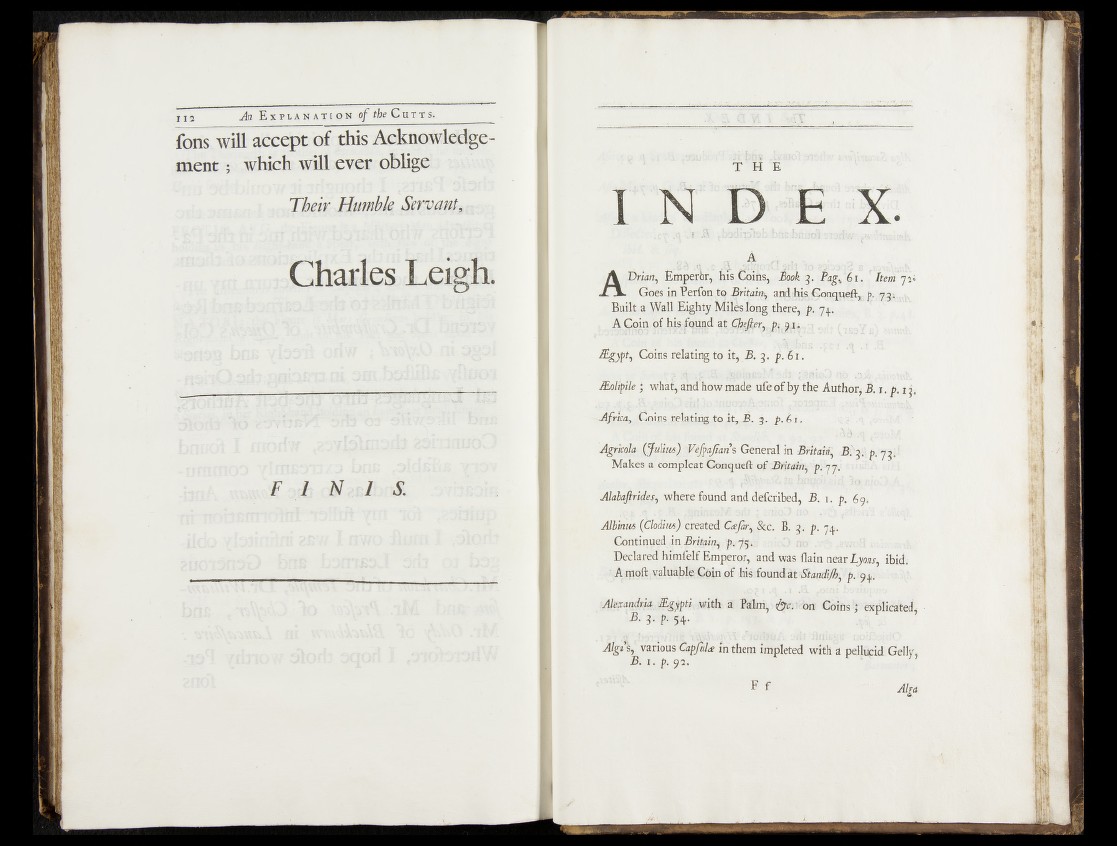 112 An EXPLANATION of the CUTTS.
ſons will accept of this Acknowledge-
ment ; which will ever oblige
Their Humble Servant,
Charles Leigh.
F I N I S.
THE
INDEX.
A
ADrian, Emperor, his Coins, Book 3. Pag. 61. Item 72.
Goes in Perſon to Britain, and his Conqueſt, p. 73.
Built a Wall Eighty Miles long there, p. 74.
A Coin of his found at Cheſter, p. 91.
Ægypt, Coins relating to it, B. 3. p. 61.
Æolipile ; what, and how made uſe of by the Author, B. 1. p. 13.
Africa, Coins relating to it, B. 3. p. 61.
Agricola (Julius) Veſpaſian's General in Britain, B. 3. p. 73.
Makes a compleat Conqueſt of Britain, p. 77.
Alabaſtrides, where found and deſcribed, B. 1. p. 69.
Albinus (Clodius) created Cæſar, &c. B. 3. p. 74.
Continued in Britain, p. 75.
Declared himſelf Emperor, and was ſlain near Lyons, ibid.
A moſt valuable Coin of his found at Standiſh, p. 94.
Alexandria Ægypti with a Palm, &c. on Coins ; explicated,
B. 3. p. 54.
Alga's, various Capſulæ in them impleted with a pellucid Gelly,
B. 1. p. 92.
F f Alga